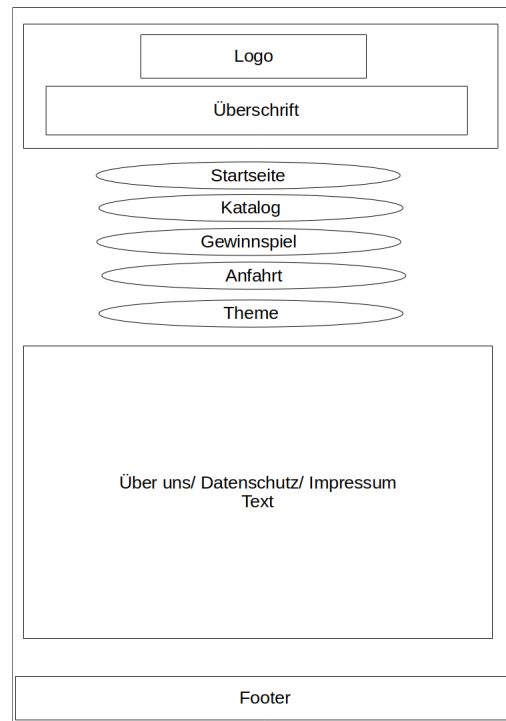 Logo
Überschrift
Startseite
Katalog
Gewinnspiel
Anfahrt
Theme
Über uns/ Datenschutz/ Impressum
Text
Footer